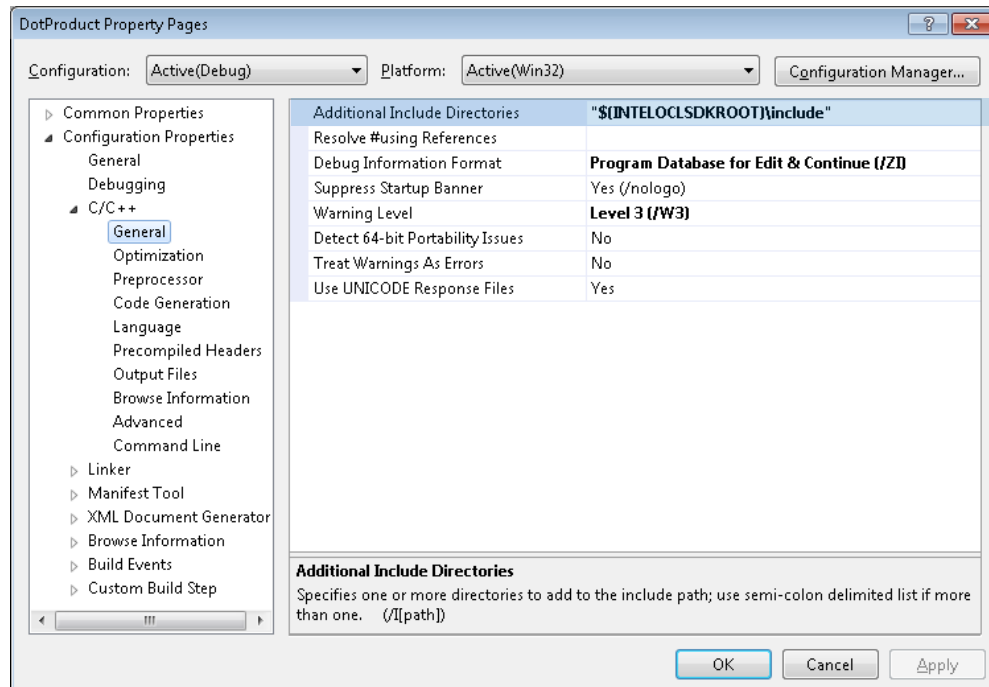 DotProduct Property Pages
Configuration: Active(Debug) Platform: Active(Win32) Configuration Manager...
Common Properties
Configuration Properties
General
Debugging
C/C++
General
Optimization
Preprocessor
Code Generation
Language
Precompiled Headers
Output Files
Browse Information
Advanced
Command Line
Linker
Manifest Tool
XML Document Generator
Browse Information
Build Events
Custom Build Step
Additional Include Directories "$(INTELOCLSDKROOT)\include"
Resolve #using References
Debug Information Format Program Database for Edit & Continue (/ZI)
Suppress Startup Banner Yes (/nologo)
Warning Level Level 3 (/W3)
Detect 64-bit Portability Issues No
Treat Warnings As Errors No
Use UNICODE Response Files Yes
Additional Include Directories
Specifies one or more directories to add to the include path; use semi-colon delimited list if more
than one. (/I[path])
OK Cancel Apply